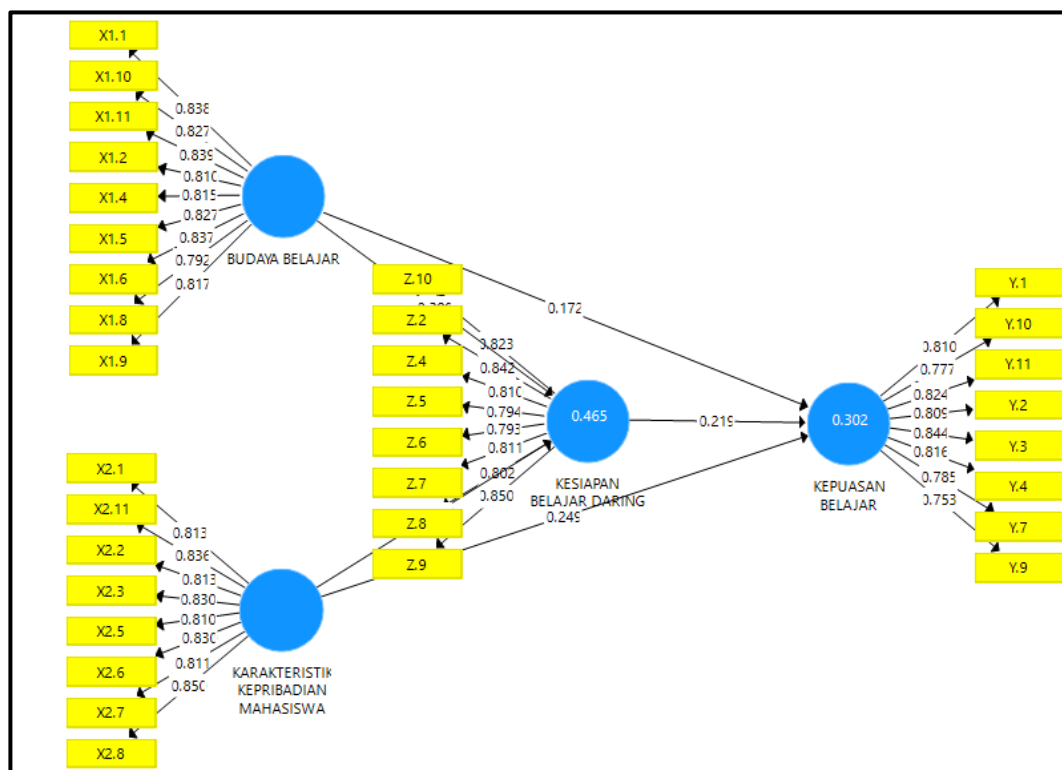 X1.1
X1.10
X1.11
X1.2
X1.4
X1.5
X1.6
X1.8
X1.9
0.838
0.827
0.839
0.810
0.815
0.827
0.837
0.792
0.817
BUDAYA BELAJAR
X2.1
X2.11
X2.2
X2.3
X2.5
X2.6
X2.7
X2.8
0.813
0.836
0.813
0.830
0.810
0.830
0.811
0.850
KARAKTERISTIK
KEPRIBADIAN
MAHASISWA
Z.10
Z.2
Z.4
Z.5
Z.6
Z.7
Z.8
Z.9
0.823
0.842
0.810
0.794
0.793
0.811
0.802
0.850
0.465
KESIAPAN
BELAJAR DARING
0.172
0.219
0.249
0.302
KEPUASAN
BELAJAR
0.810
0.777
0.824
0.809
0.844
0.816
0.785
0.753
Y.1
Y.10
Y.11
Y.2
Y.3
Y.4
Y.7
Y.9